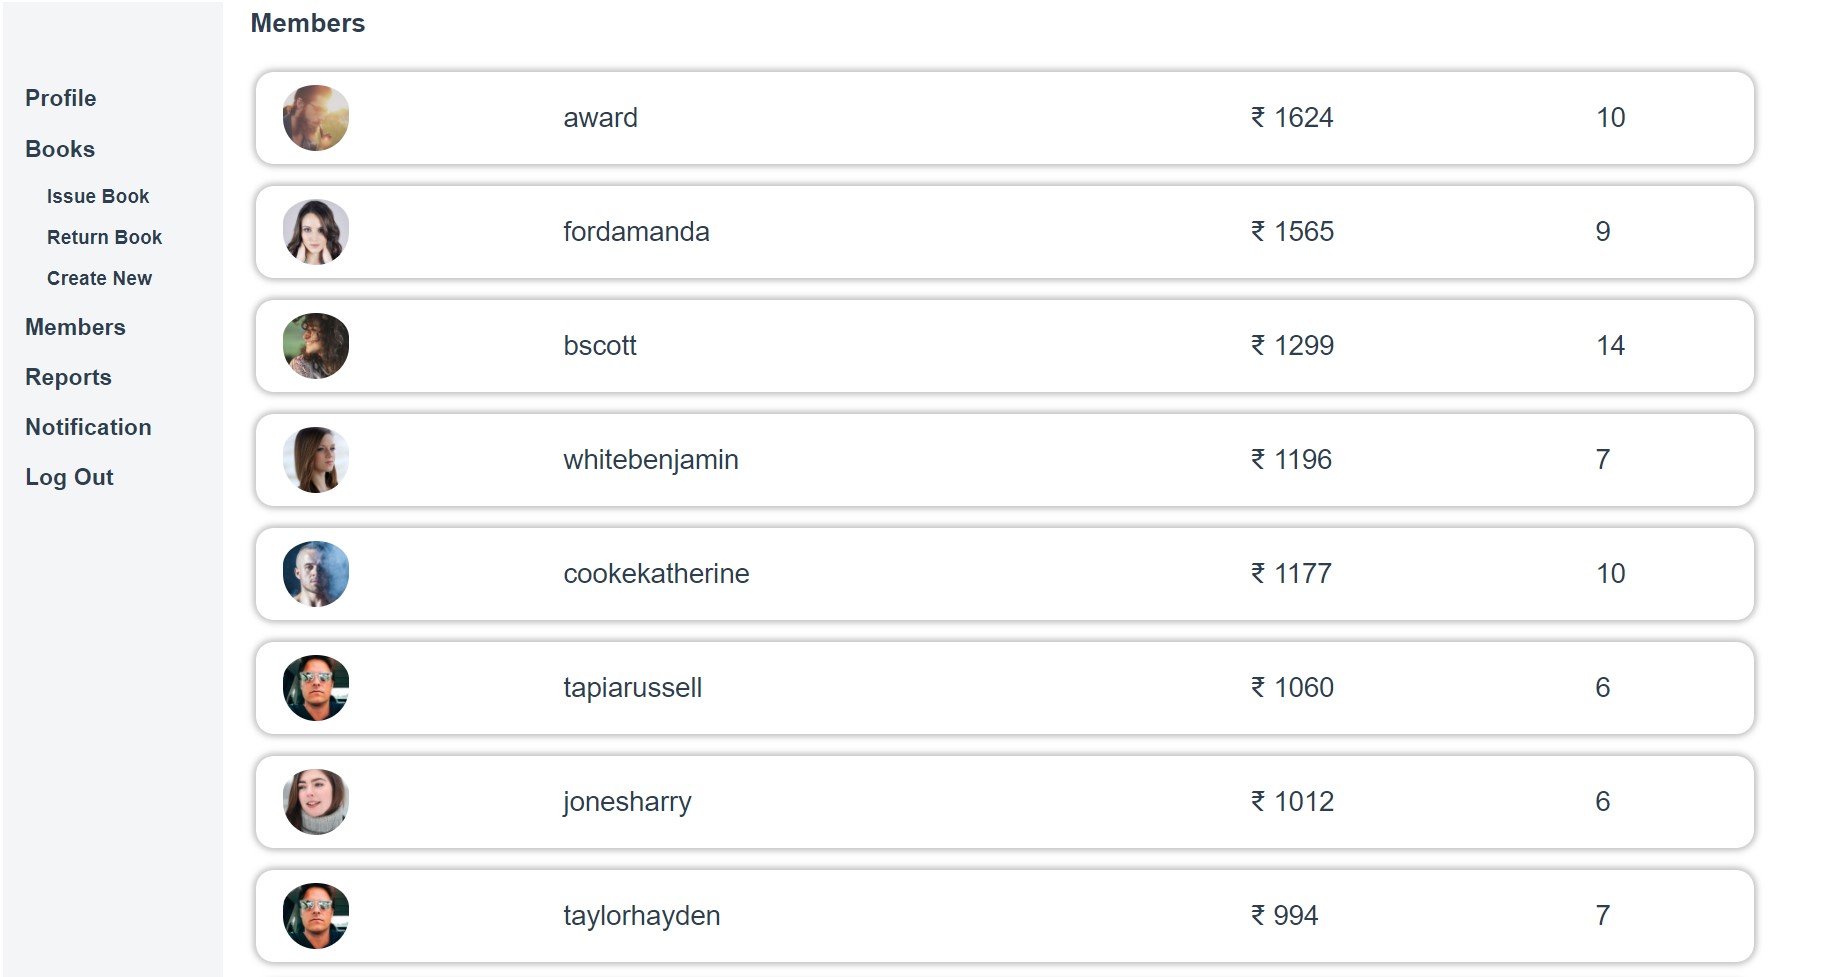 Members
Profile
Books
Issue Book
Return Book
Create New
Members
Reports
Notification
Log Out
award ₹ 1624 10
fordamanda ₹ 1565 9
bscott ₹ 1299 14
whitebenjamin ₹ 1196 7
cookekatherine ₹ 1177 10
tapiarussell ₹ 1060 6
jonesharry ₹ 1012 6
taylorhayden ₹ 994 7